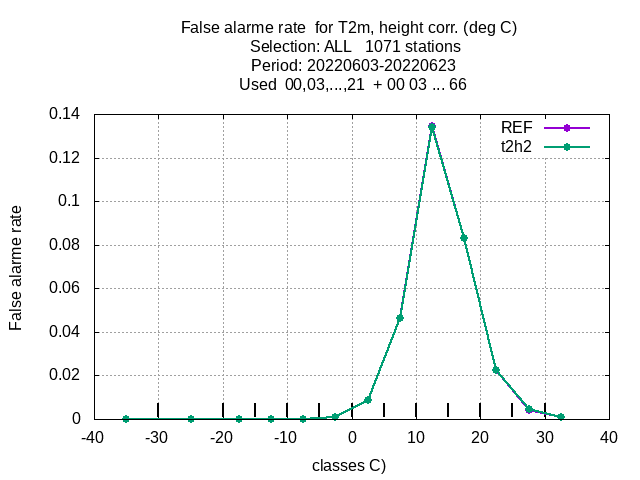 False alarme rate  for T2m, height corr. (deg C)
Selection: ALL   1071 stations
Period: 20220603-20220623
Used  00,03,...,21  + 00 03 ... 66
REF
t2h2
0.14
0.12
0.1
0.08
0.06
0.04
0.02
0
False alarme rate
-40 -30 -20 -10 0 10 20 30 40
classes C)